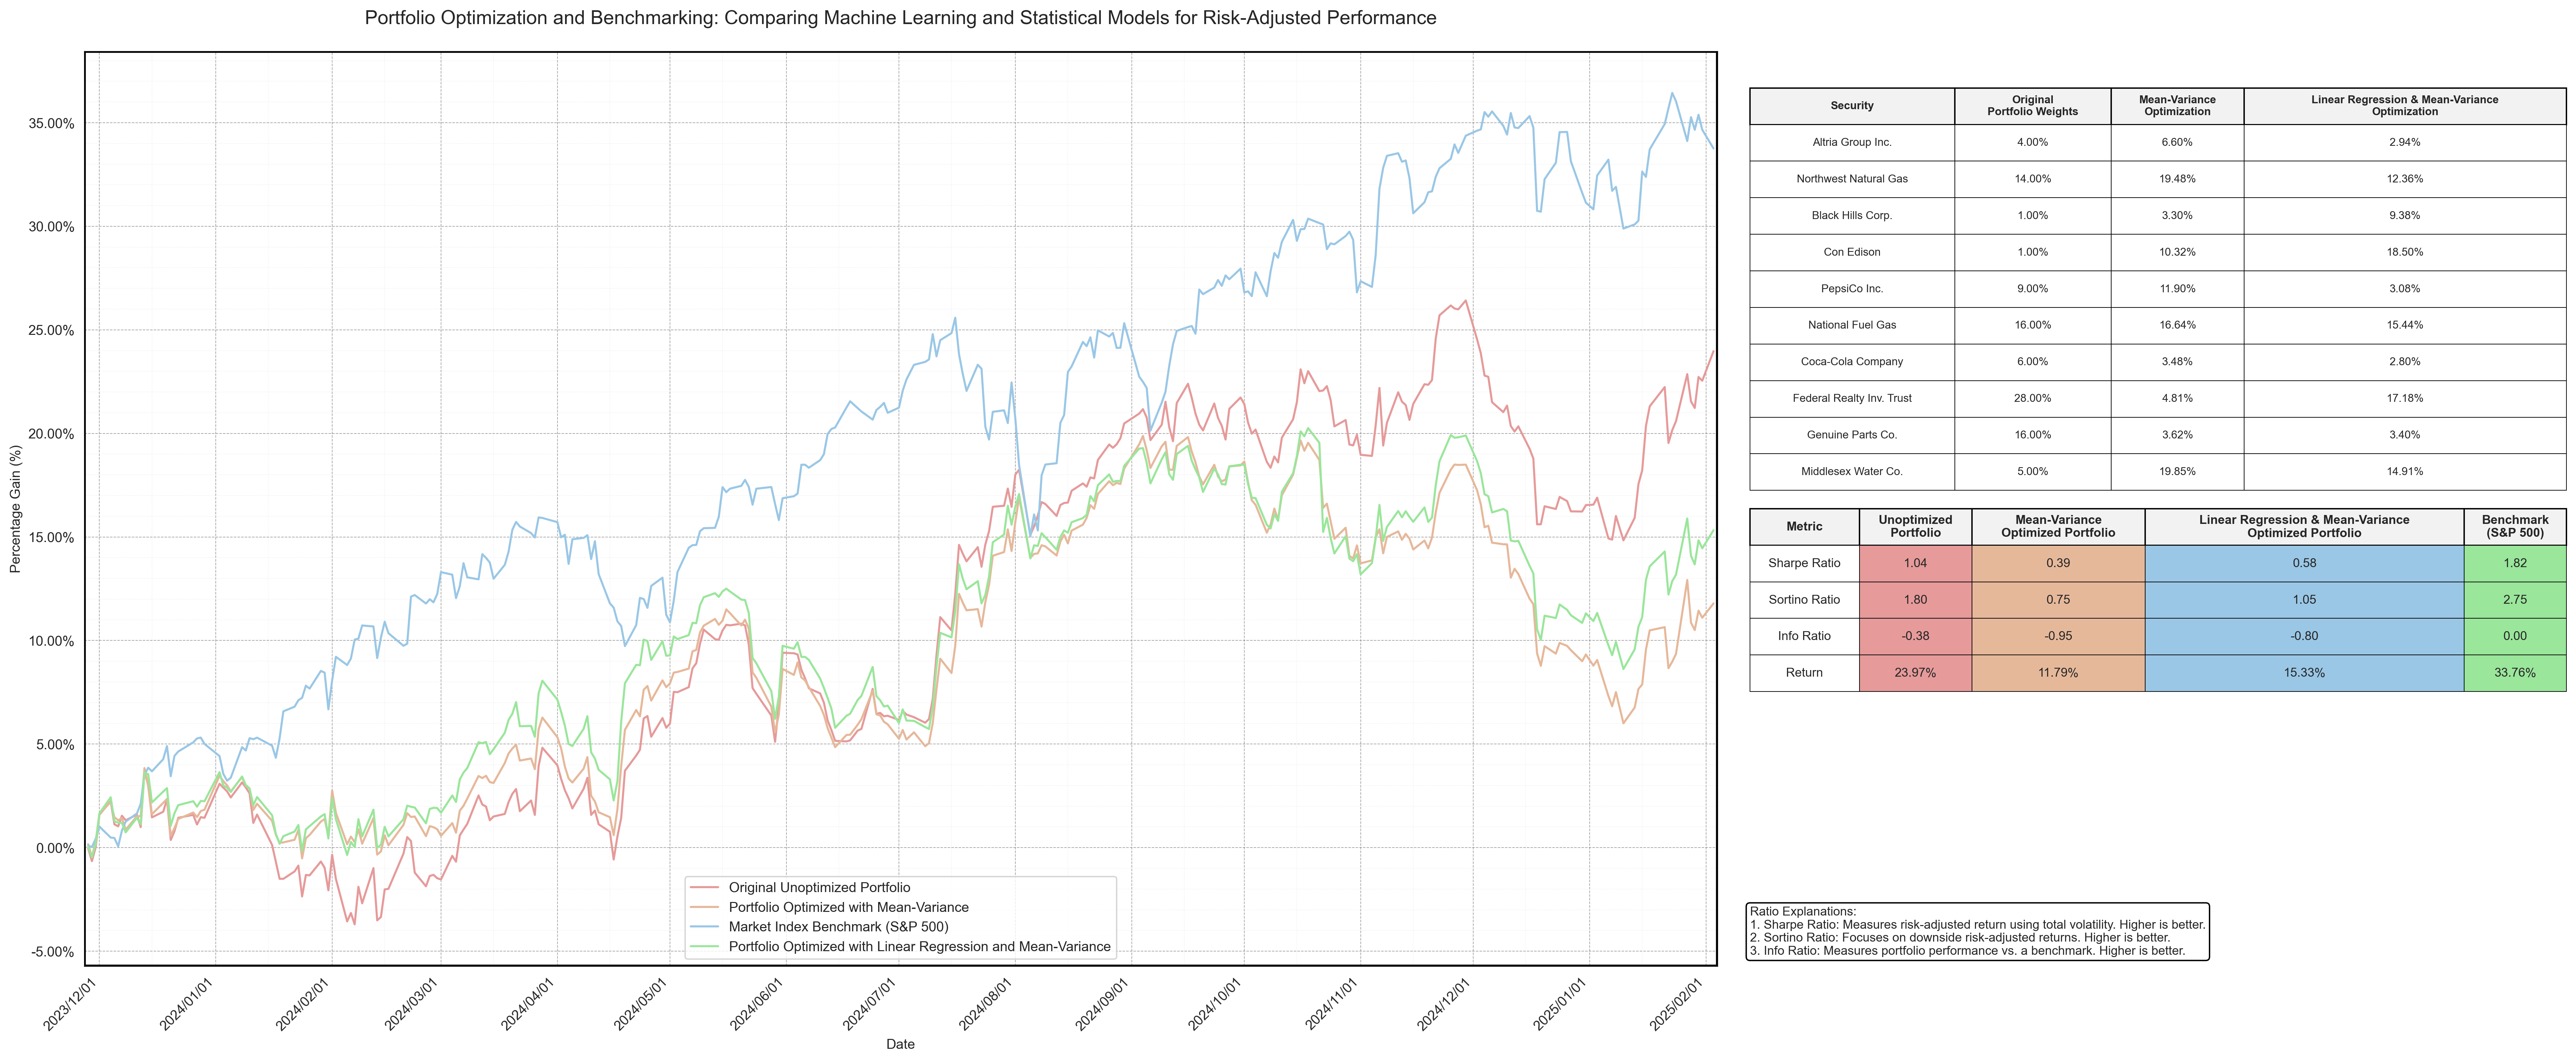 Portfolio Optimization and Benchmarking: Comparing Machine Learning and Statistical Models for Risk-Adjusted Performance
Percentage Gain (%)
35.00%
30.00%
25.00%
20.00%
15.00%
10.00%
5.00%
0.00%
-5.00%
Original Unoptimized Portfolio
Portfolio Optimized with Mean-Variance
Market Index Benchmark (S&P 500)
Portfolio Optimized with Linear Regression and Mean-Variance
2023/12/01
2024/01/01
2024/02/01
2024/03/01
2024/04/01
2024/05/01
2024/06/01
2024/07/01
2024/08/01
2024/09/01
2024/10/01
2024/11/01
2024/12/01
2025/01/01
2025/02/01
Date
Security
Original
Portfolio Weights
Mean-Variance
Optimization
Linear Regression & Mean-Variance
Optimization
Altria Group Inc. 4.00% 6.60% 2.94%
Northwest Natural Gas 14.00% 19.48% 12.36%
Black Hills Corp. 1.00% 3.30% 9.38%
Con Edison 1.00% 10.32% 18.50%
PepsiCo Inc. 9.00% 11.90% 3.08%
National Fuel Gas 16.00% 16.64% 15.44%
Coca-Cola Company 6.00% 3.48% 2.80%
Federal Realty Inv. Trust 28.00% 4.81% 17.18%
Genuine Parts Co. 16.00% 3.62% 3.40%
Middlesex Water Co. 5.00% 19.85% 14.91%
Metric
Unoptimized
Portfolio
Mean-Variance
Optimized Portfolio
Linear Regression & Mean-Variance
Optimized Portfolio
Benchmark
(S&P 500)
Sharpe Ratio 1.04 0.39 0.58 1.82
Sortino Ratio 1.80 0.75 1.05 2.75
Info Ratio -0.38 -0.95 -0.80 0.00
Return 23.97% 11.79% 15.33% 33.76%
Ratio Explanations:
1. Sharpe Ratio: Measures risk-adjusted return using total volatility. Higher is better.
2. Sortino Ratio: Focuses on downside risk-adjusted returns. Higher is better.
3. Info Ratio: Measures portfolio performance vs. a benchmark. Higher is better.